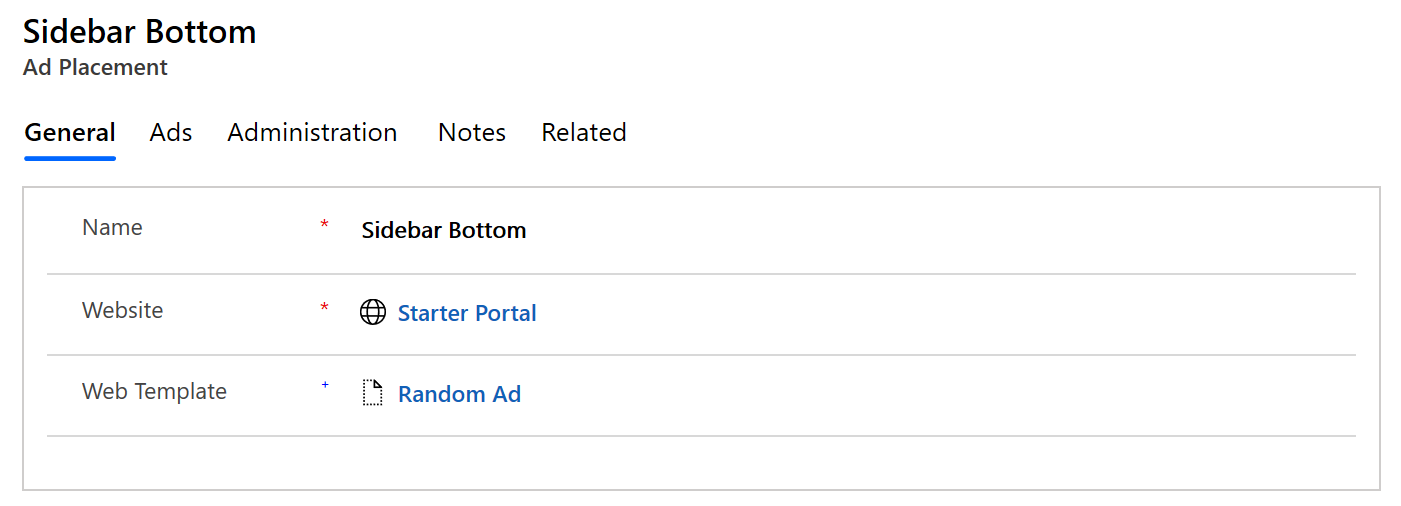 Sidebar Bottom
Ad Placement
General Ads Administration Notes Related
Name * Sidebar Bottom
Website * Starter Portal
Web Template + Random Ad